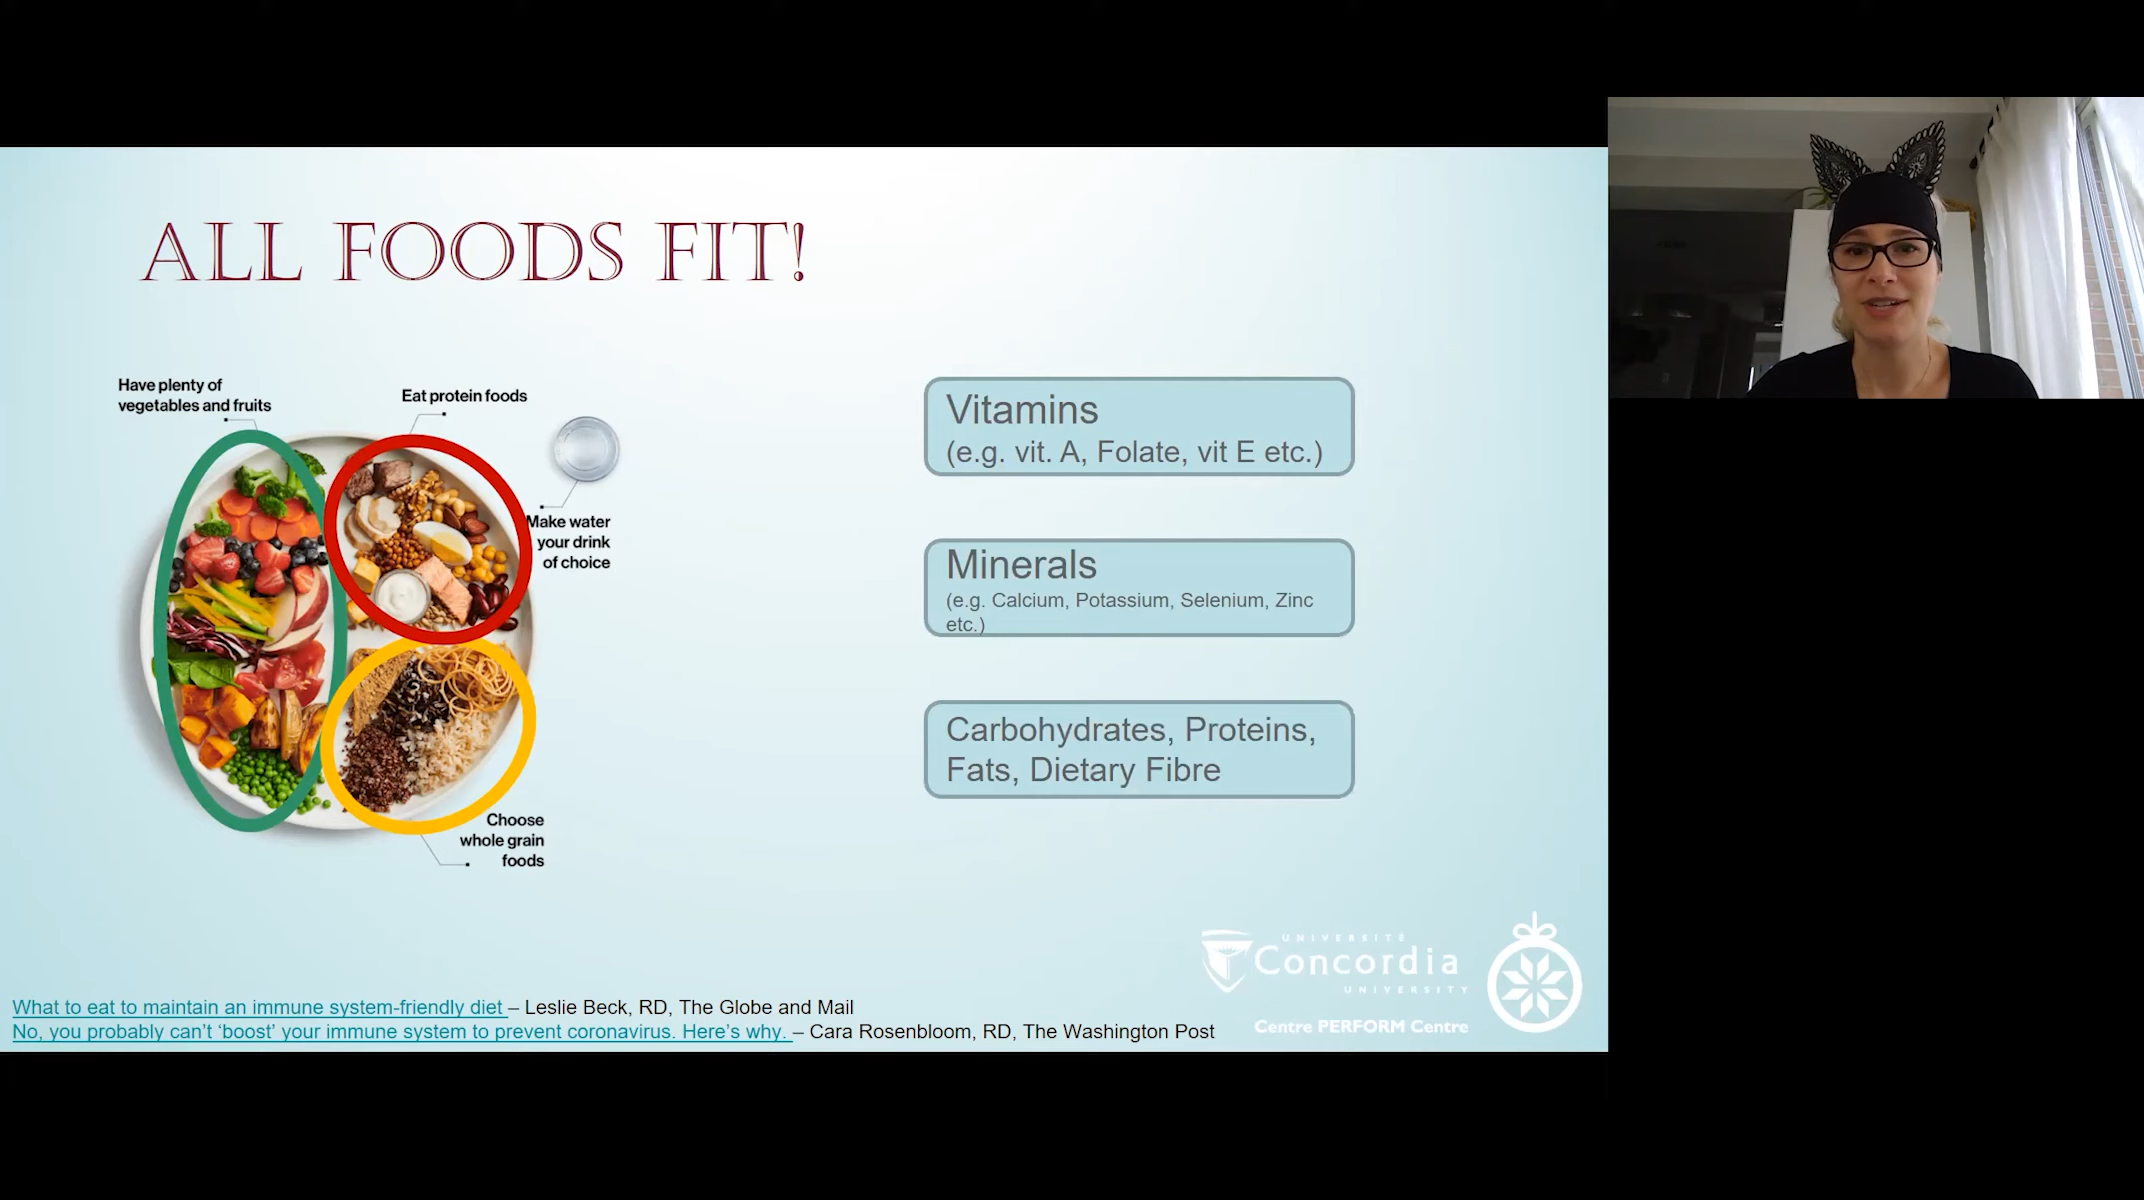 ALL FOODS FIT!
Have plenty of
vegetables and fruits
Eat protein foods
Make water
your drink
of choice
Choose
whole grain
foods
Vitamins
(e.g. vit. A, Folate, vit E etc.)
Minerals
(e.g. Calcium, Potassium, Selenium, Zinc
etc.)
Carbohydrates, Proteins,
Fats, Dietary Fibre
UNIVERSITÉ
Concordia
UNIVERSITY
Centre PERFORM Centre
What to eat to maintain an immune system-friendly diet – Leslie Beck, RD, The Globe and Mail
No, you probably can’t ‘boost’ your immune system to prevent coronavirus. Here’s why. – Cara Rosenbloom, RD, The Washington Post